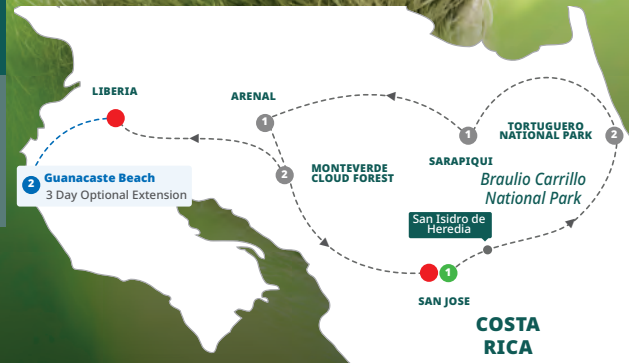 LIBERIA
ARENAL
1
1
TORTUGUERO
NATIONAL PARK
2
SARAPIQUI
MONTEVERDE
CLOUD FOREST
2
Braulio Carrillo
National Park
2
Guanacaste Beach
3 Day Optional Extension
San Isidro de
Heredia
1
SAN JOSE
COSTA
RICA